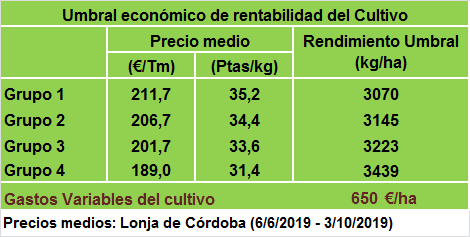 Umbral económico de rentabilidad del Cultivo
Precio medio Rendimiento Umbral
(€/Tm) (Ptas/kg) (kg/ha)
Grupo 1 211,7 35,2 3070
Grupo 2 206,7 34,4 3145
Grupo 3 201,7 33,6 3223
Grupo 4 189,0 31,4 3439
Gastos Variables del cultivo 650 €/ha
Precios medios: Lonja de Córdoba (6/6/2019 - 3/10/2019)